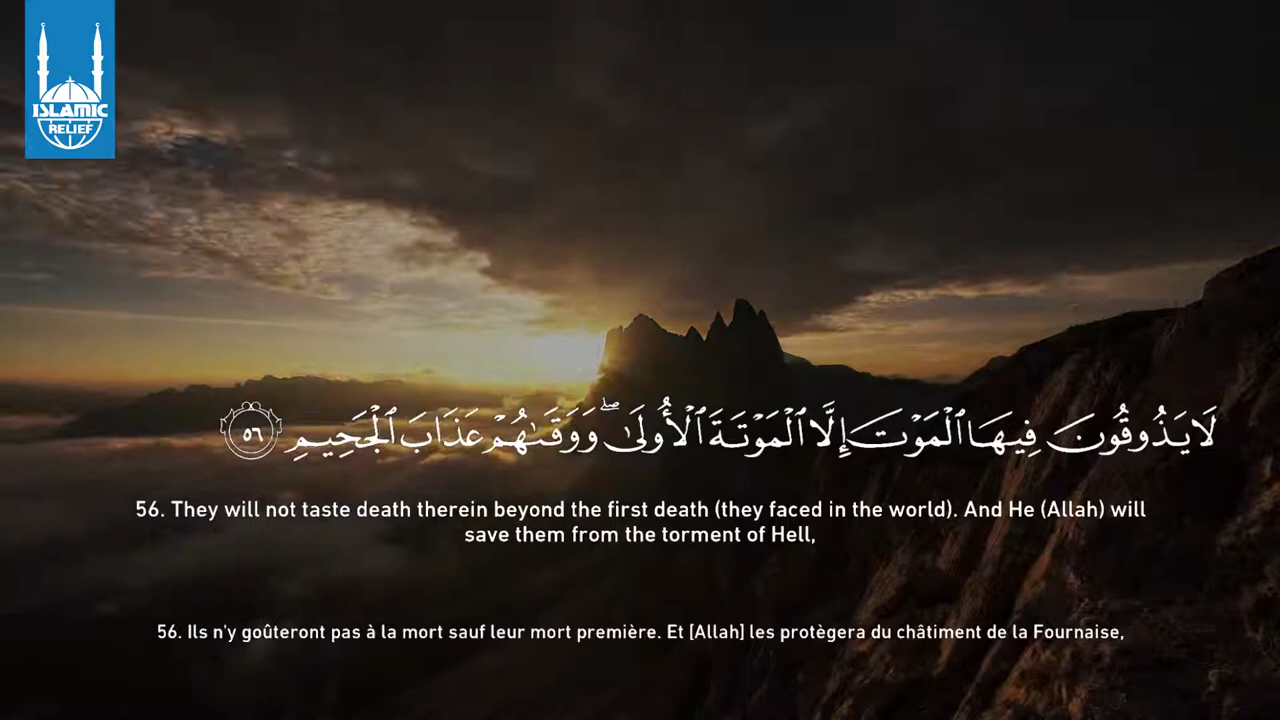 ISLAMIC
RELIEF
لَا يَذُوقُونَ فِيهَا ٱلْمَوْتَ إِلَّا ٱلْمَوْتَةَ ٱلْأُولَىٰ ۖ وَوَقَىٰهُمْ عَذَابَ ٱلْجَحِيمِ ٥٦
56. They will not taste death therein beyond the first death (they faced in the world). And He (Allah) will
save them from the torment of Hell,
56. Ils n'y goûteront pas à la mort sauf leur mort première. Et [Allah] les protègera du châtiment de la Fournaise,